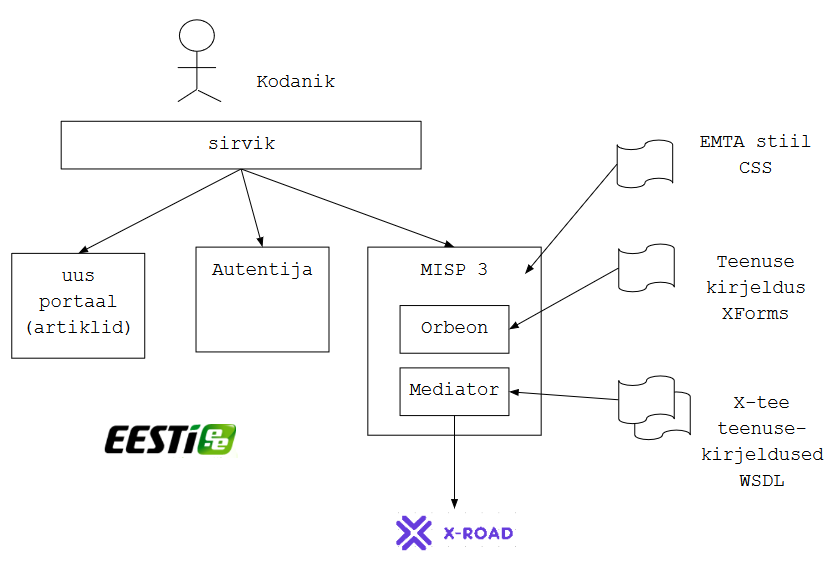 Kodanik
sirvik
uus
portaal
(artiklid)
Autentija
MISP 3
Orbeon
Mediator
EMTA stiil
CSS
Teenuse
kirjeldus
XForms
X-tee
teenuse-
kirjeldused
WSDL
EESTi ee
X-ROAD